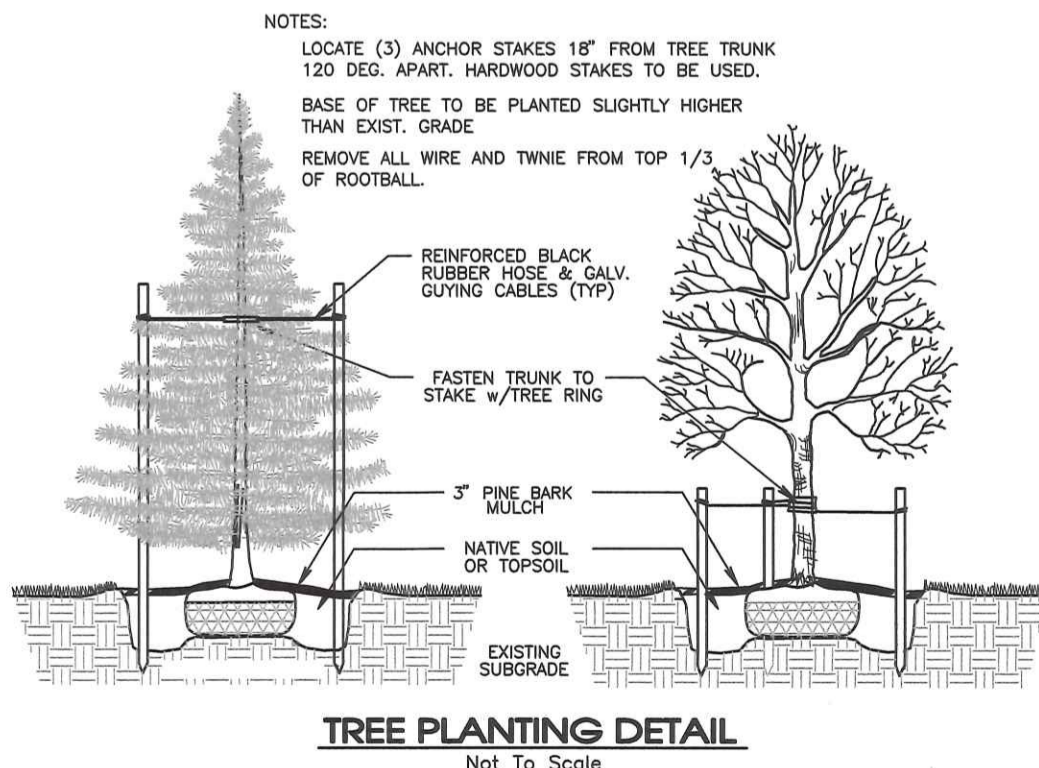 NOTES:
LOCATE (3) ANCHOR STAKES 18" FROM TREE TRUNK
120 DEG. APART. HARDWOOD STAKES TO BE USED.
BASE OF TREE TO BE PLANTED SLIGHTLY HIGHER
THAN EXIST. GRADE
REMOVE ALL WIRE AND TWNIE FROM TOP 1/3
OF ROOTBALL.
REINFORCED BLACK
RUBBER HOSE & GALV.
GUYING CABLES (TYP)
FASTEN TRUNK TO
STAKE w/TREE RING
3" PINE BARK
MULCH
NATIVE SOIL
OR TOPSOIL
EXISTING
SUBGRADE
TREE PLANTING DETAIL
Not To Scale